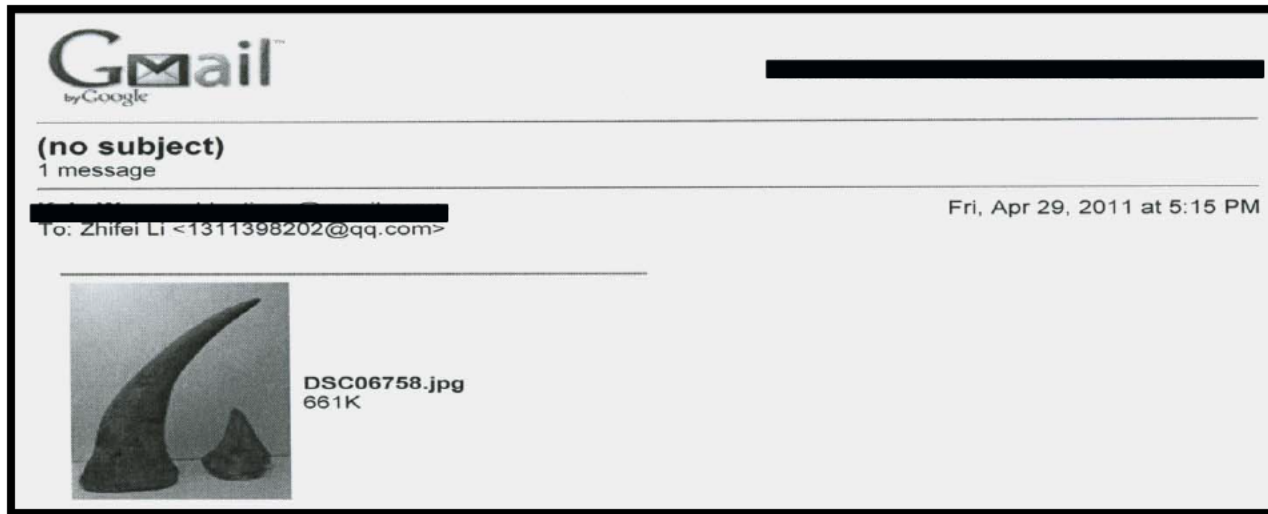 Gmail™
by Google
(no subject)
1 message
Fri, Apr 29, 2011 at 5:15 PM
To: Zhifei Li <1311398202@qq.com>
DSC06758.jpg
661K